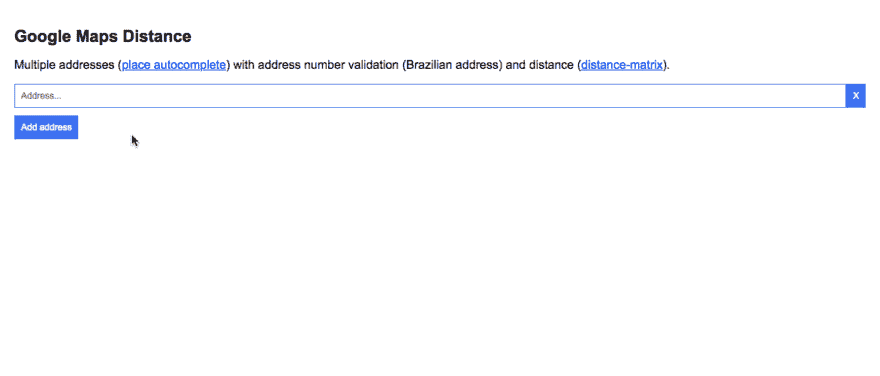 Google Maps Distance
Multiple addresses (place autocomplete) with address number validation (Brazilian address) and distance (distance-matrix).
Address... X
Add address